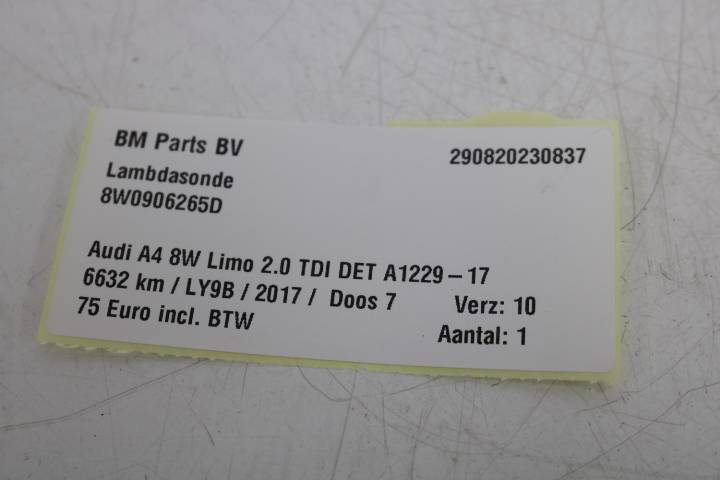 BM Parts BV 290820230837
Lambdasonde
8W0906265D
Audi A4 8W Limo 2.0 TDI DET A1229-17
6632 km / LY9B / 2017 / Doos 7 Verz: 10
75 Euro incl. BTW Aantal: 1